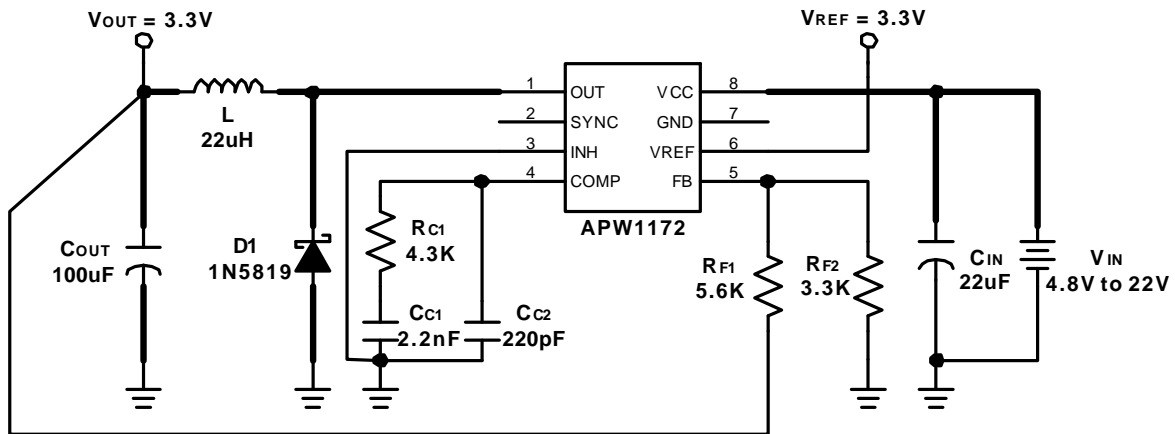 VOUT = 3.3V
VREF = 3.3V
1 OUT VCC 8
2 SYNC GND 7
3 INH VREF 6
4 COMP FB 5
APW1172
L
22uH
COUT
100uF
D1
1N5819
RC1
4.3K
CC1
2.2nF
CC2
220pF
RF1
5.6K
RF2
3.3K
CIN
22uF
VIN
4.8V to 22V